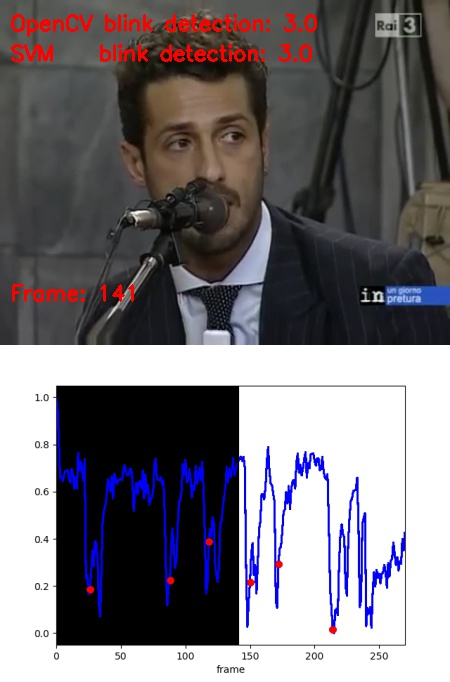 OpenCV blink detection: 3.0
SVM blink detection: 3.0
Rai 3
Frame: 141
in un giorno
pretura
1.0
0.8
0.6
0.4
0.2
0.0
0 50 100 150 200 250
frame